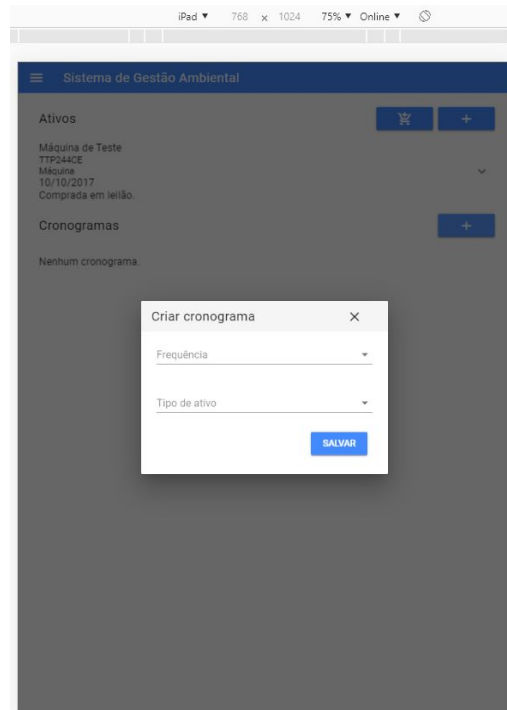 iPad ▼ 768 x 1024 75% ▼ Online ▼
Sistema de Gestão Ambiental
Ativos
+
Máquina de Teste
TTP244CE
Máquina
10/10/2017
Comprada em leilão.
Cronogramas
+
Nenhum cronograma.
Criar cronograma ×
Frequência
Tipo de ativo
SALVAR